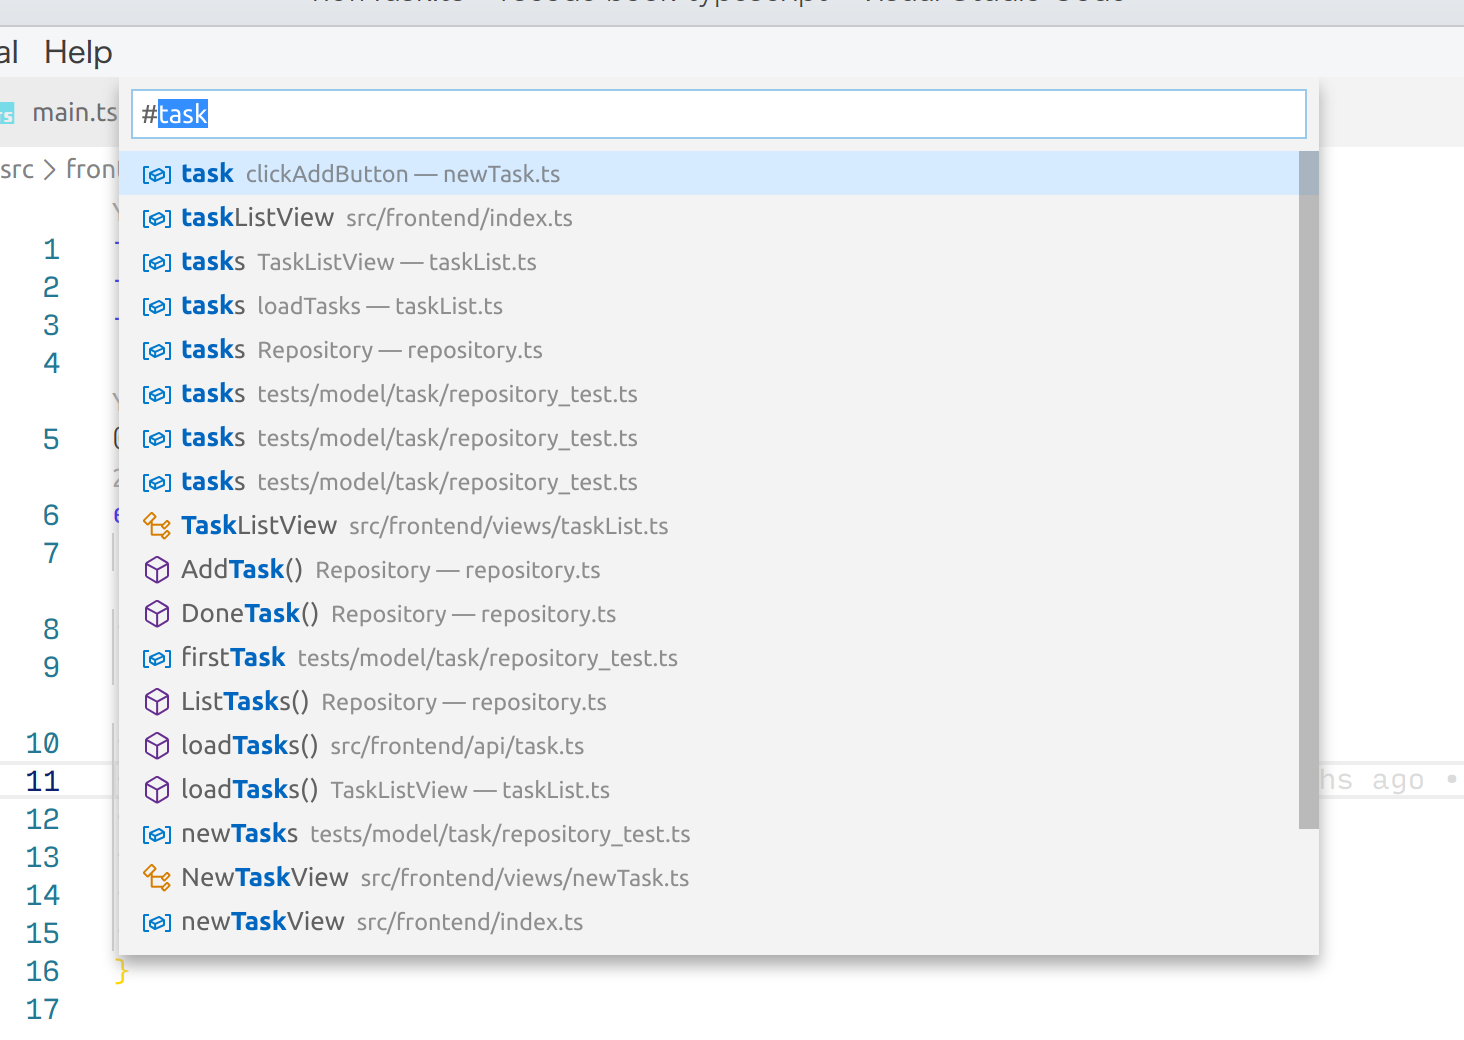 Help
main.ts
#task
src
task clickAddButton — newTask.ts
taskListView src/frontend/index.ts
tasks TaskListView — taskList.ts
tasks loadTasks — taskList.ts
tasks Repository — repository.ts
tasks tests/model/task/repository_test.ts
tasks tests/model/task/repository_test.ts
tasks tests/model/task/repository_test.ts
TaskListView src/frontend/views/taskList.ts
AddTask() Repository — repository.ts
DoneTask() Repository — repository.ts
firstTask tests/model/task/repository_test.ts
ListTasks() Repository — repository.ts
loadTasks() src/frontend/api/task.ts
loadTasks() TaskListView — taskList.ts
newTasks tests/model/task/repository_test.ts
NewTaskView src/frontend/views/newTask.ts
newTaskView src/frontend/index.ts
1
2
3
4
5
6
7
8
9
10
11 ago •
12
13
14
15
16 }
17